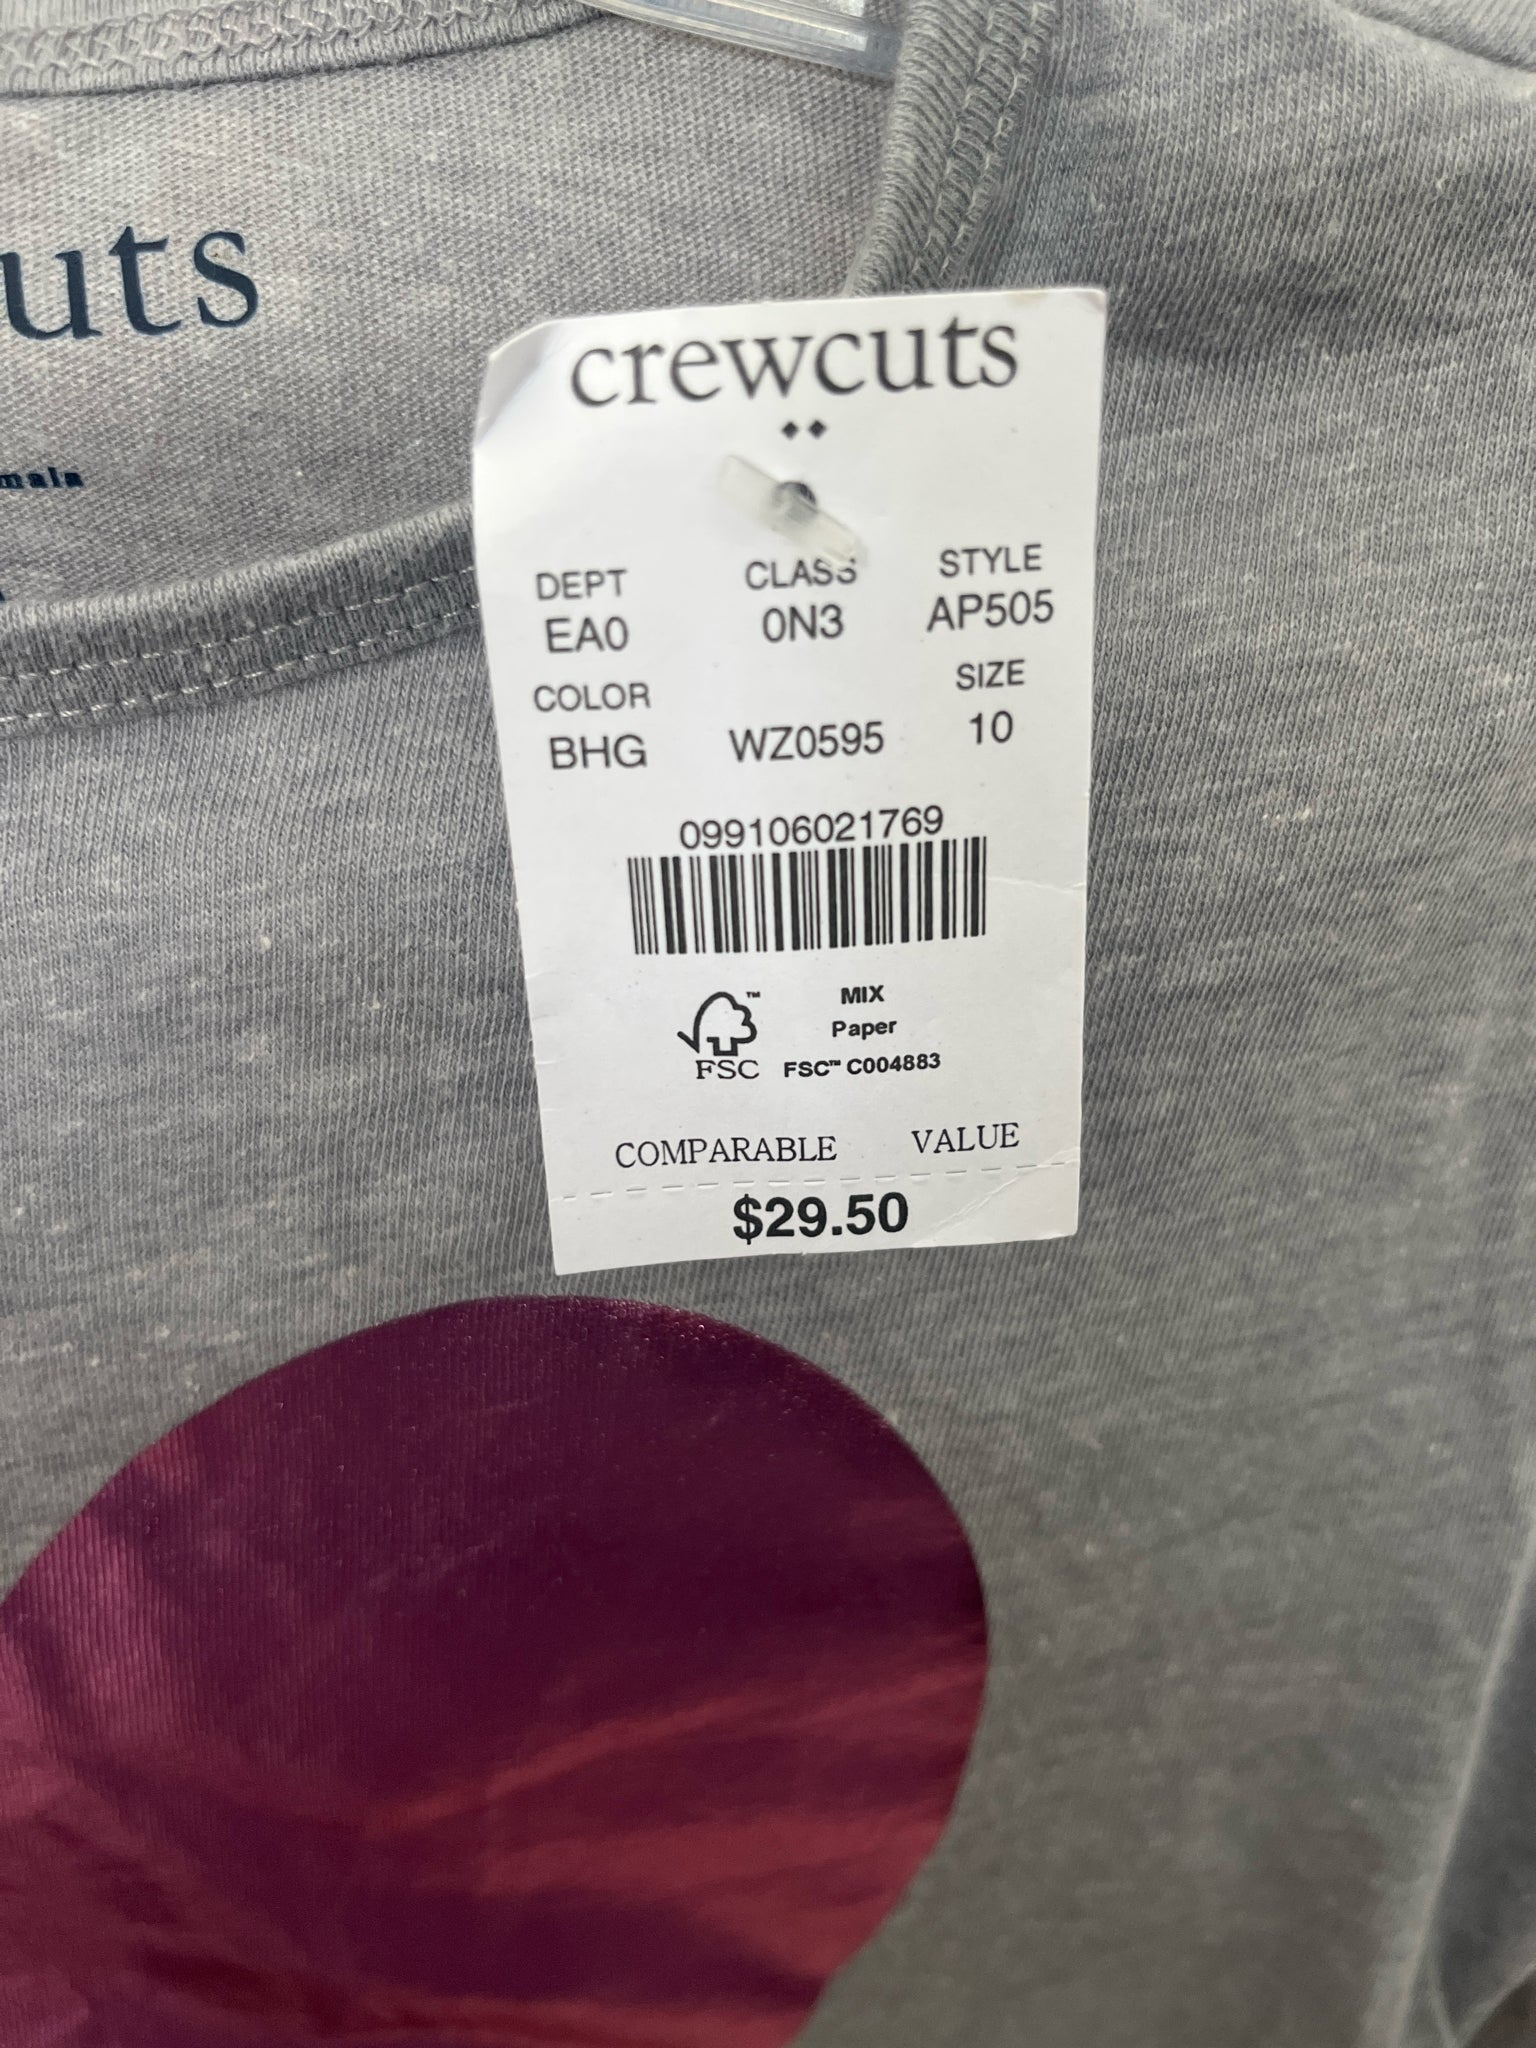 uts
crewcuts
DEPT CLASS STYLE
EA0 0N3 AP505
COLOR SIZE
BHG WZ0595 10
099106021769
MIX
Paper
FSC™ C004883
™
FSC
COMPARABLE VALUE
$29.50